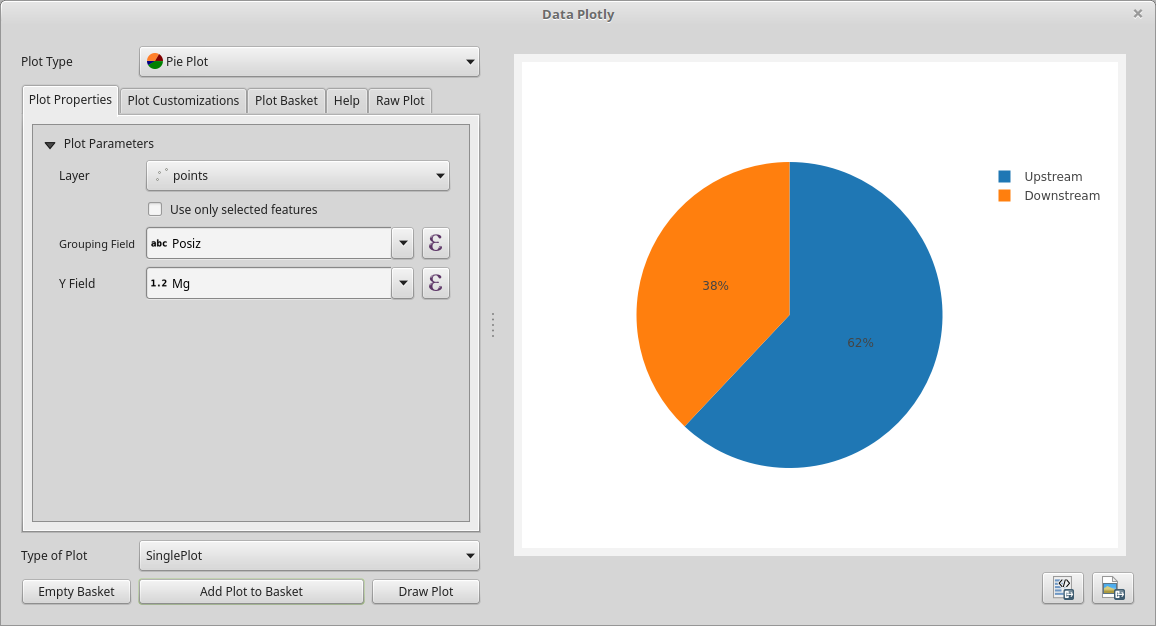 Data Plotly
Plot Type
Pie Plot
Plot Properties
Plot Customizations
Plot Basket
Help
Raw Plot
Plot Parameters
Layer
points
Use only selected features
Grouping Field
abc Posiz
ε
Y Field
1.2 Mg
ε
Type of Plot
SinglePlot
Empty Basket
Add Plot to Basket
Draw Plot
Upstream
Downstream
38%
62%